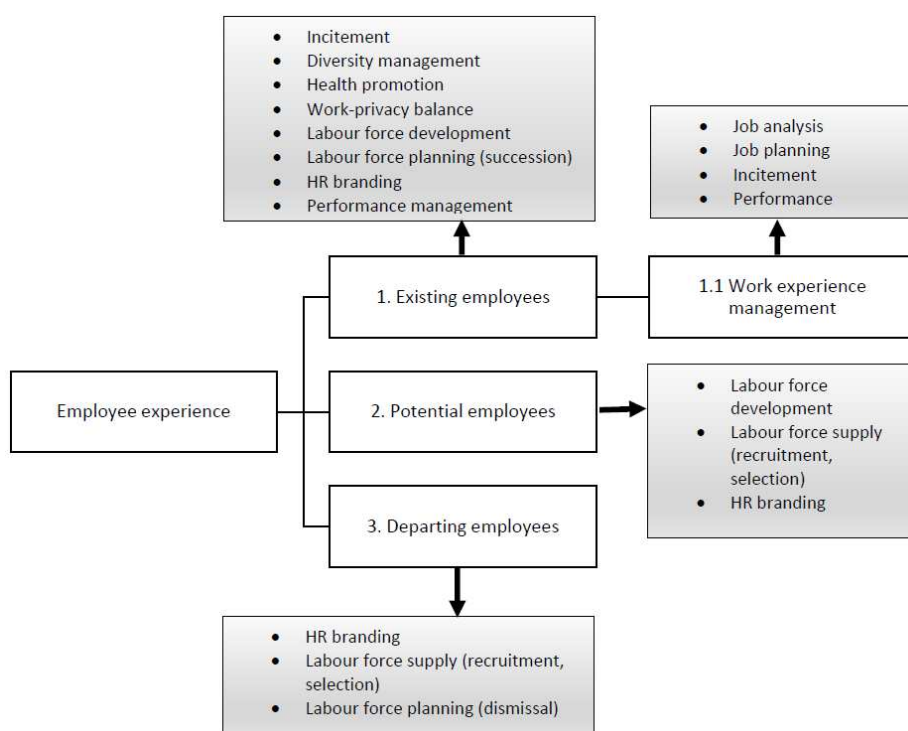 Incitement
Diversity management
Health promotion
Work-privacy balance
Labour force development
Labour force planning (succession)
HR branding
Performance management
Job analysis
Job planning
Incitement
Performance
1. Existing employees
1.1 Work experience
management
Employee experience
2. Potential employees
Labour force
development
Labour force supply
(recruitment,
selection)
HR branding
3. Departing employees
HR branding
Labour force supply (recruitment,
selection)
Labour force planning (dismissal)